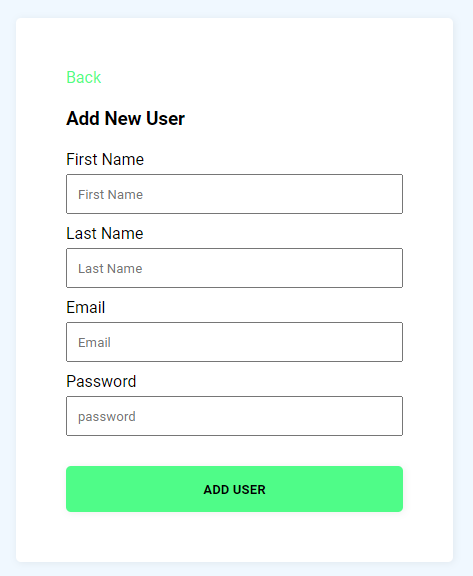 Back
Add New User
First Name
First Name
Last Name
Last Name
Email
Email
Password
password
ADD USER